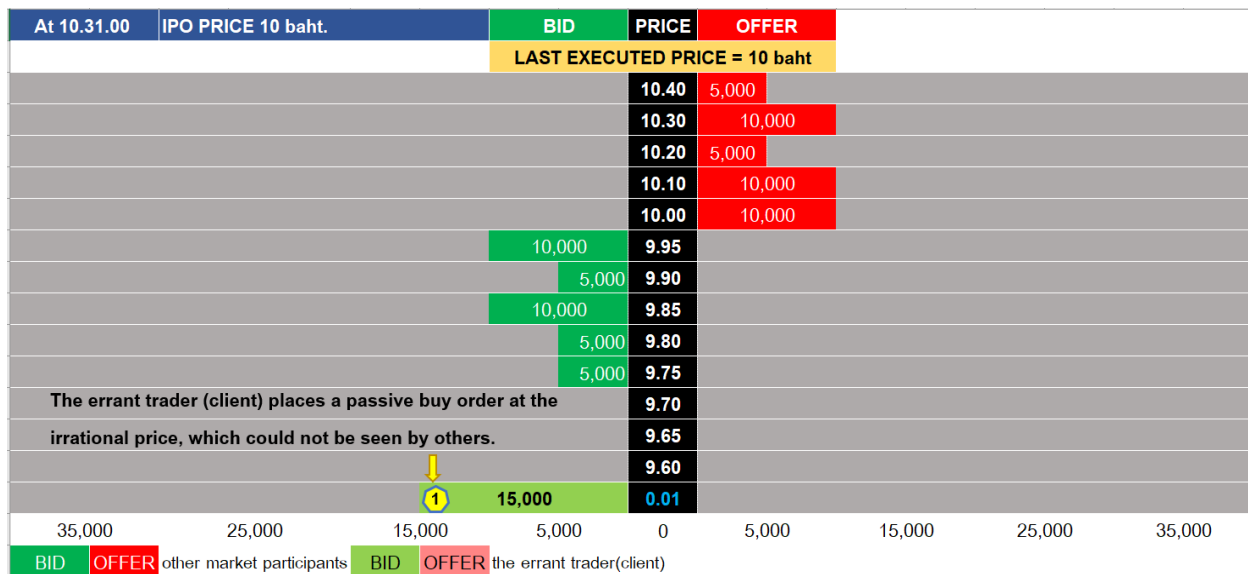 At 10.31.00 IPO PRICE 10 baht. BID PRICE OFFER
LAST EXECUTED PRICE = 10 baht
10.40 5,000
10.30 10,000
10.20 5,000
10.10 10,000
10.00 10,000
10,000 9.95
5,000 9.90
10,000 9.85
5,000 9.80
5,000 9.75
The errant trader (client) places a passive buy order at the 9.70
irrational price, which could not be seen by others. 9.65
9.60
1 15,000 0.01
35,000 25,000 15,000 5,000 0 5,000 15,000 25,000 35,000
BID OFFER other market participants BID OFFER the errant trader(client)